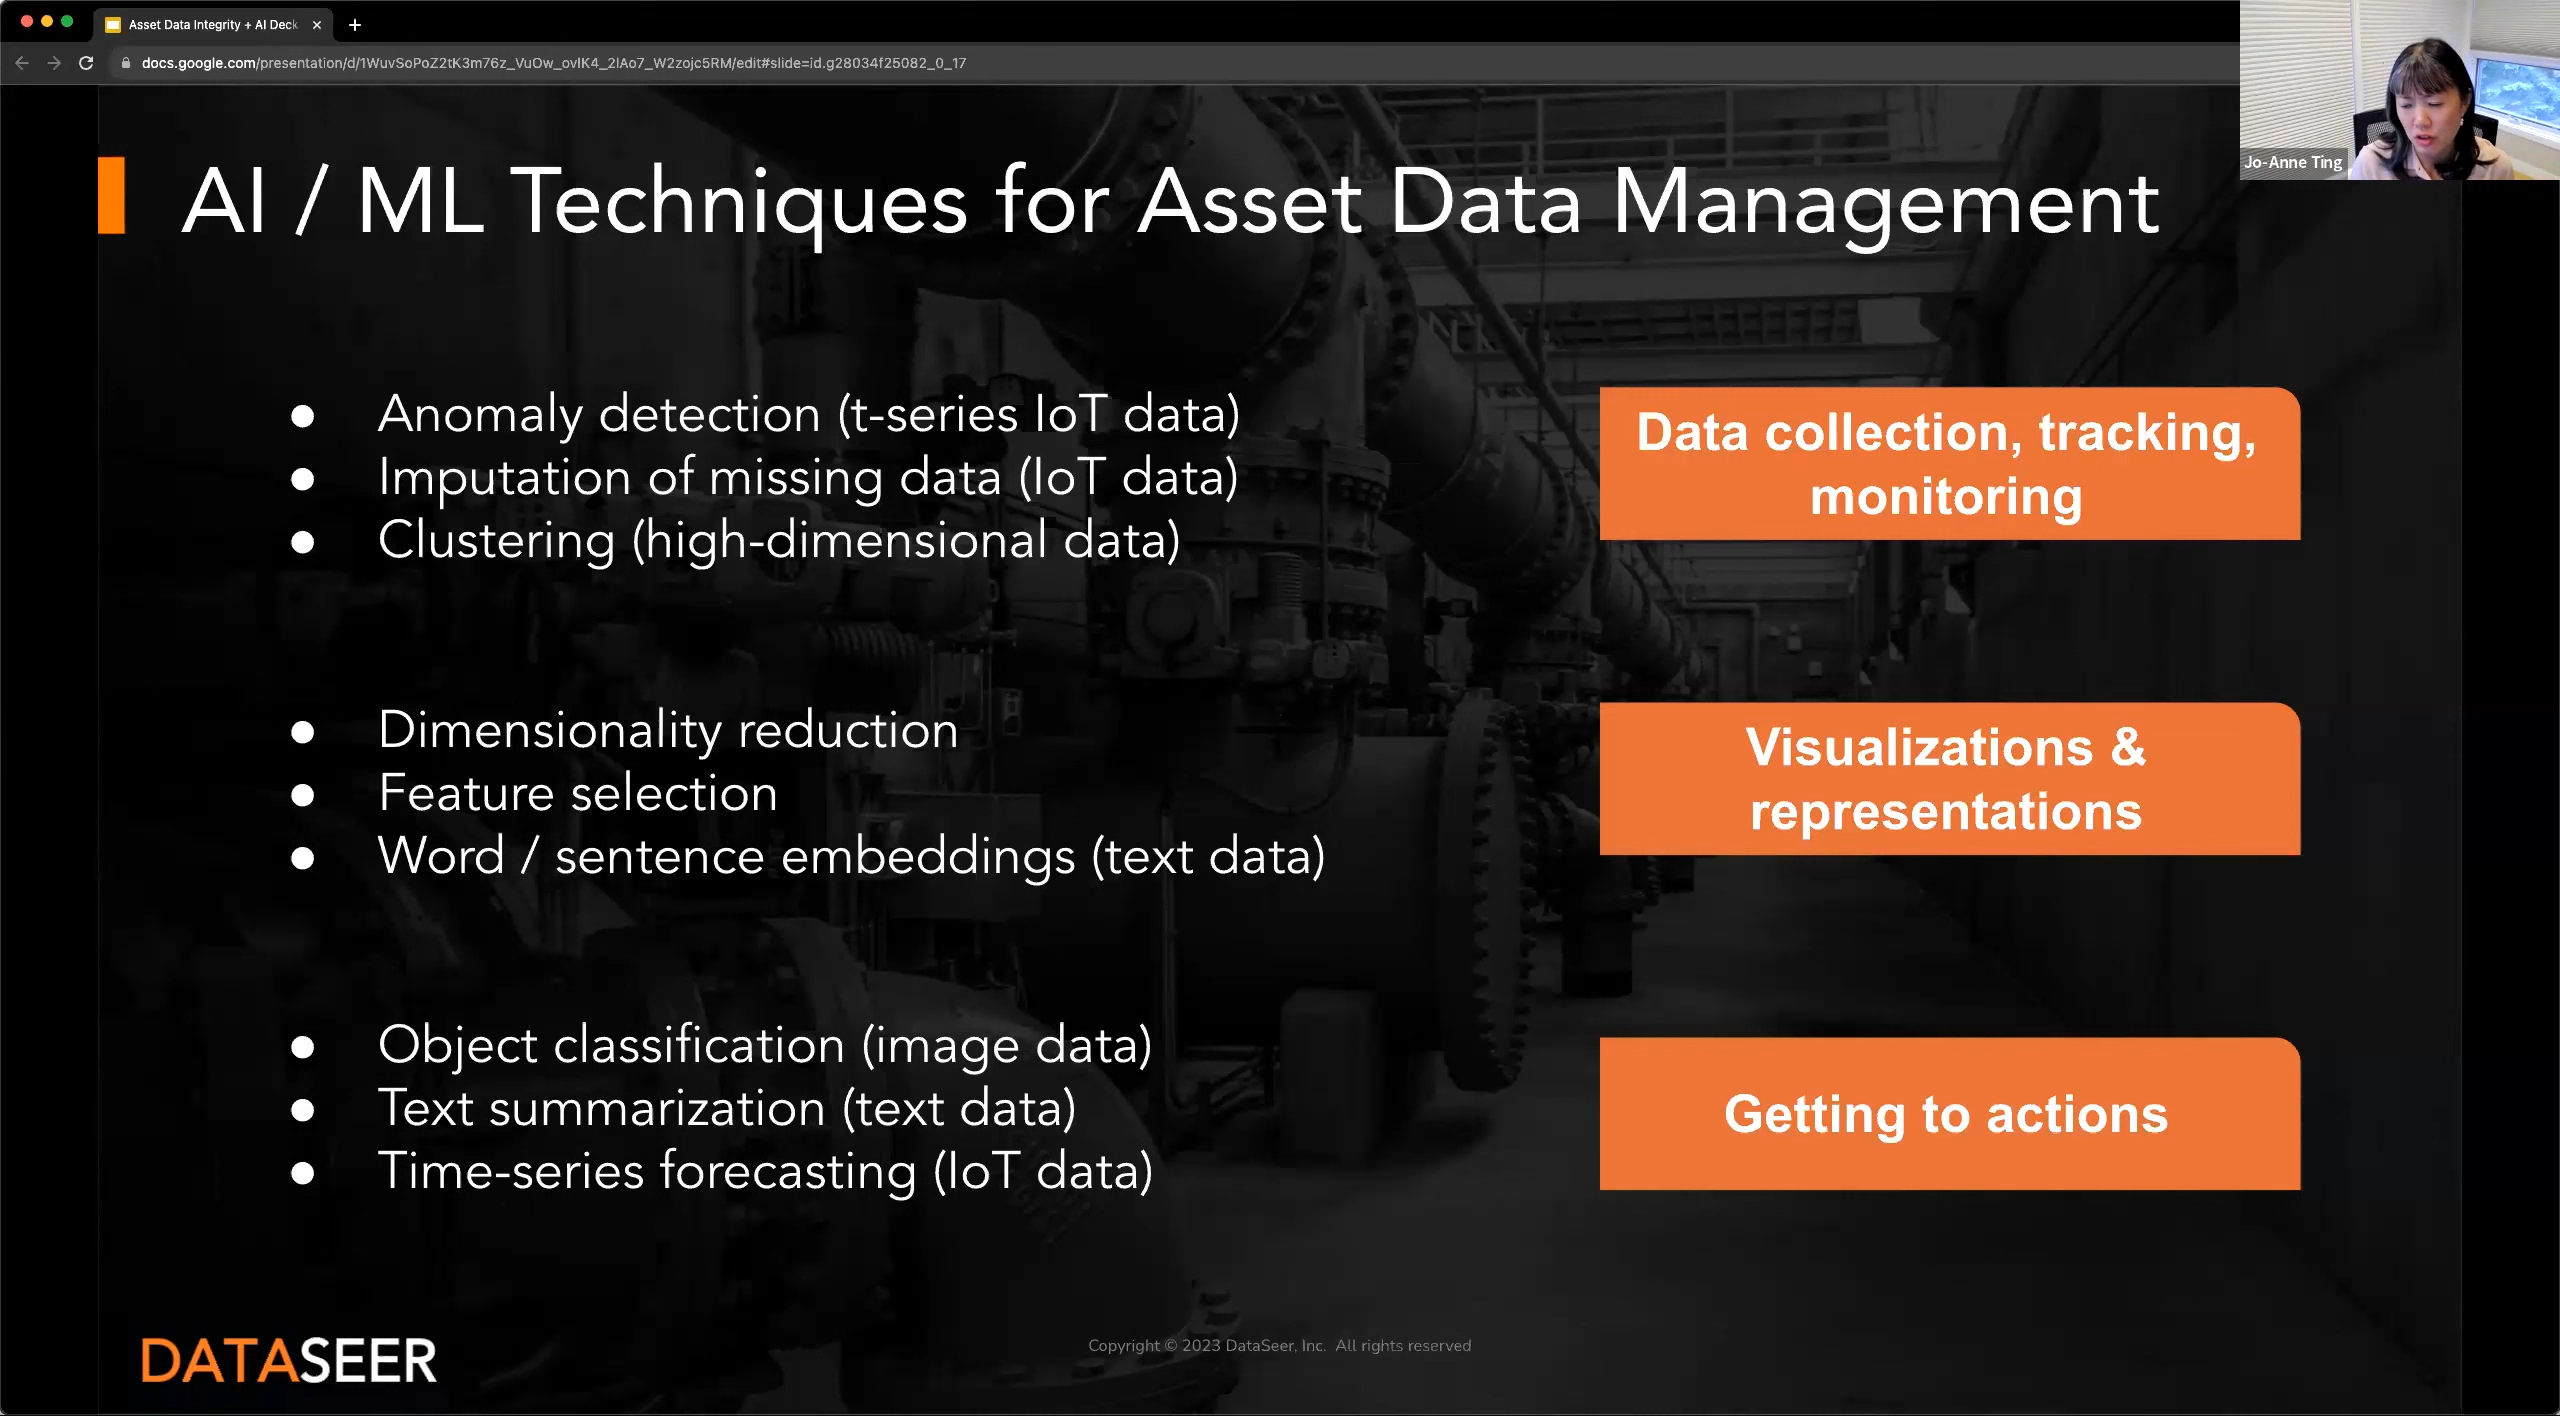 Asset Data Integrity + AI Deck
docs.google.com/presentation/d/1WuvSoPoZ2tK3m76z_VuOw_ovIK4_2lAo7_W2zojc5RM/edit#slide=id.g28034f25082_0_17
Jo-Anne Ting
AI / ML Techniques for Asset Data Management
● Anomaly detection (t-series IoT data)
● Imputation of missing data (IoT data)
● Clustering (high-dimensional data)
Data collection, tracking,
monitoring
● Dimensionality reduction
● Feature selection
● Word / sentence embeddings (text data)
Visualizations &
representations
● Object classification (image data)
● Text summarization (text data)
● Time-series forecasting (IoT data)
Getting to actions
DATASEER
Copyright © 2023 DataSeer, Inc. All rights reserved